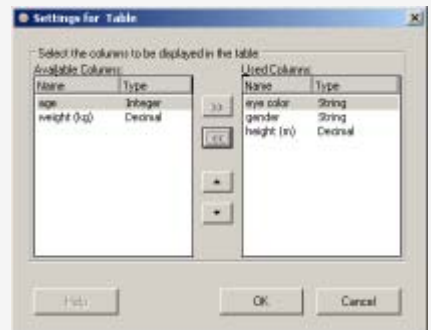 Settings for Table
Select the columns to be displayed in the table
Available Columns:
Name Type
age Integer
weight (kg) Decimal
>>
<<
Used Columns:
Name Type
eye color String
gender String
height (m) Decimal
Help
OK
Cancel